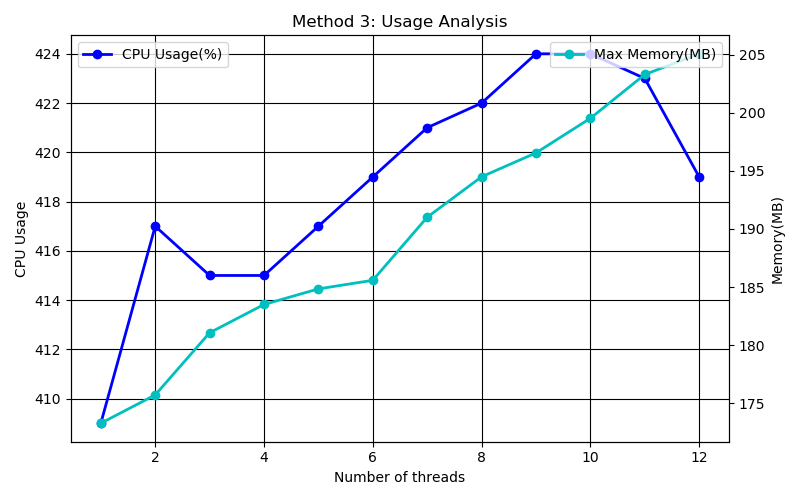 Method 3: Usage Analysis
CPU Usage(%)
Max Memory(MB)
CPU Usage
424
422
420
418
416
414
412
410
205
200
195
190
185
180
175
Memory(MB)
2 4 6 8 10 12
Number of threads